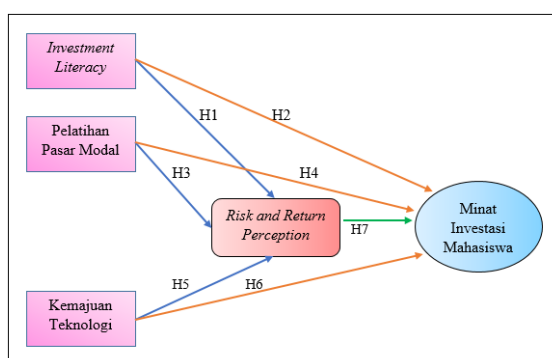 Investment
Literacy
H1
H2
Pelatihan
Pasar Modal
H3
H4
Risk and Return
Perception
H7
Minat
Investasi
Mahasiswa
Kemajuan
Teknologi
H5
H6